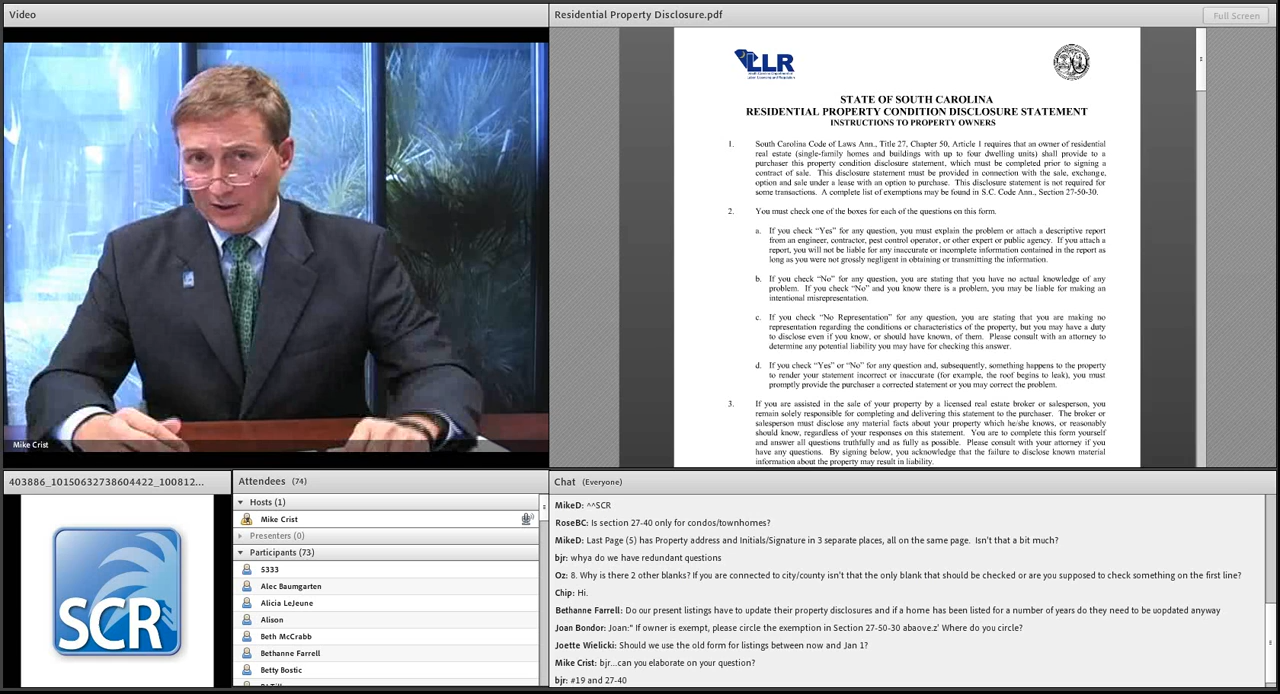 Video
Mike Crist
Residential Property Disclosure.pdf
Full Screen
LLR
STATE OF SOUTH CAROLINA
RESIDENTIAL PROPERTY CONDITION DISCLOSURE STATEMENT
INSTRUCTIONS TO PROPERTY OWNERS
1. South Carolina Code of Laws Ann., Title 27, Chapter 50, Article 1 requires that an owner of residential
real estate (single-family homes and buildings with up to four dwelling units) shall provide to a
purchaser this property condition disclosure statement, which must be completed prior to signing a
contract of sale. This disclosure statement must be provided in connection with the sale, exchange,
option and sale under a lease with an option to purchase. This disclosure statement is not required for
some transactions. A complete list of exemptions may be found in S.C. Code Ann., Section 27-50-30.
2. You must check one of the boxes for each of the questions on this form.
a. If you check “Yes” for any question, you must explain the problem or attach a descriptive report
from an engineer, contractor, pest control operator, or other expert or public agency. If you attach a
report, you will not be liable for any inaccurate or incomplete information contained in the report as
long as you were not grossly negligent in obtaining or transmitting the information.
b. If you check “No” for any question, you are stating that you have no actual knowledge of any
problem. If you check “No” and you know there is a problem, you may be liable for making an
intentional misrepresentation.
c. If you check “No Representation” for any question, you are stating that you are making no
representation regarding the conditions or characteristics of the property, but you may have a duty
to disclose even if you know, or should have known, of them. Please consult with an attorney to
determine any potential liability you may have for checking this answer.
d. If you check “Yes” or “No” for any question and, subsequently, something happens to the property
to render your statement incorrect or inaccurate (for example, the roof begins to leak), you must
promptly provide the purchaser a corrected statement or you may correct the problem.
3. If you are assisted in the sale of your property by a licensed real estate broker or salesperson, you
remain solely responsible for completing and delivering this statement to the purchaser. The broker or
salesperson must disclose any material facts about your property which he/she knows, or reasonably
should know, regardless of your responses on this statement. You are to complete this form yourself
and answer all questions truthfully and as fully as possible. Please consult with your attorney if you
have any questions. By signing below, you acknowledge that the failure to disclose known material
information about the property may result in liability.
403886_10150632738604422_100812...
SCR
Attendees (74)
Hosts (1)
Mike Crist
Presenters (0)
Participants (73)
5333
Alec Baumgarten
Alicia LeJeune
Alison
Beth McCrabb
Bethanne Farrell
Betty Bostic
Chat (Everyone)
MikeD: ^^SCR
RoseBC: Is section 27-40 only for condos/townhomes?
MikeD: Last Page (5) has Property address and Initials/Signature in 3 separate places, all on the same page. Isn't that a bit much?
bjr: whya do we have redundant questions
Oz: 8. Why is there 2 other blanks? If you are connected to city/county isn't that the only blank that should be checked or are you supposed to check something on the first line?
Chip: Hi.
Bethanne Farrell: Do our present listings have to update their property disclosures and if a home has been listed for a number of years do they need to be uopdated anyway
Joan Bondor: Joan:" If owner is exempt, please circle the exemption in Section 27-50-30 abaove.z' Where do you circle?
Joette Wielicki: Should we use the old form for listings between now and Jan 1?
Mike Crist: bjr...can you elaborate on your question?
bjr: #19 and 27-40